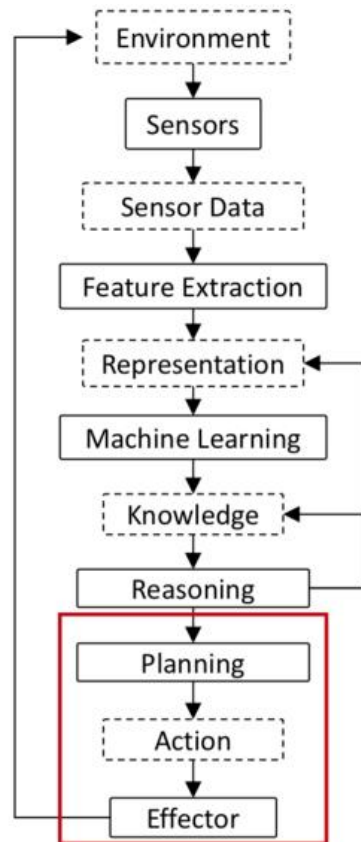 Environment
Sensors
Sensor Data
Feature Extraction
Representation
Machine Learning
Knowledge
Reasoning
Planning
Action
Effector